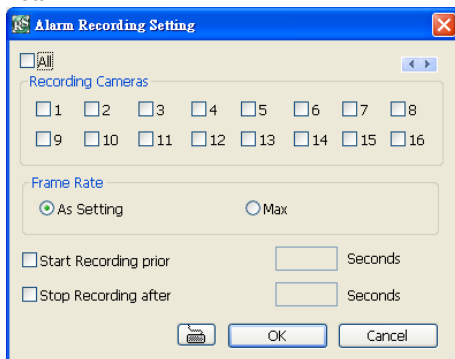 Alarm Recording Setting
All
Recording Cameras
1 2 3 4 5 6 7 8
9 10 11 12 13 14 15 16
Frame Rate
As Setting Max
Start Recording prior Seconds
Stop Recording after Seconds
OK Cancel